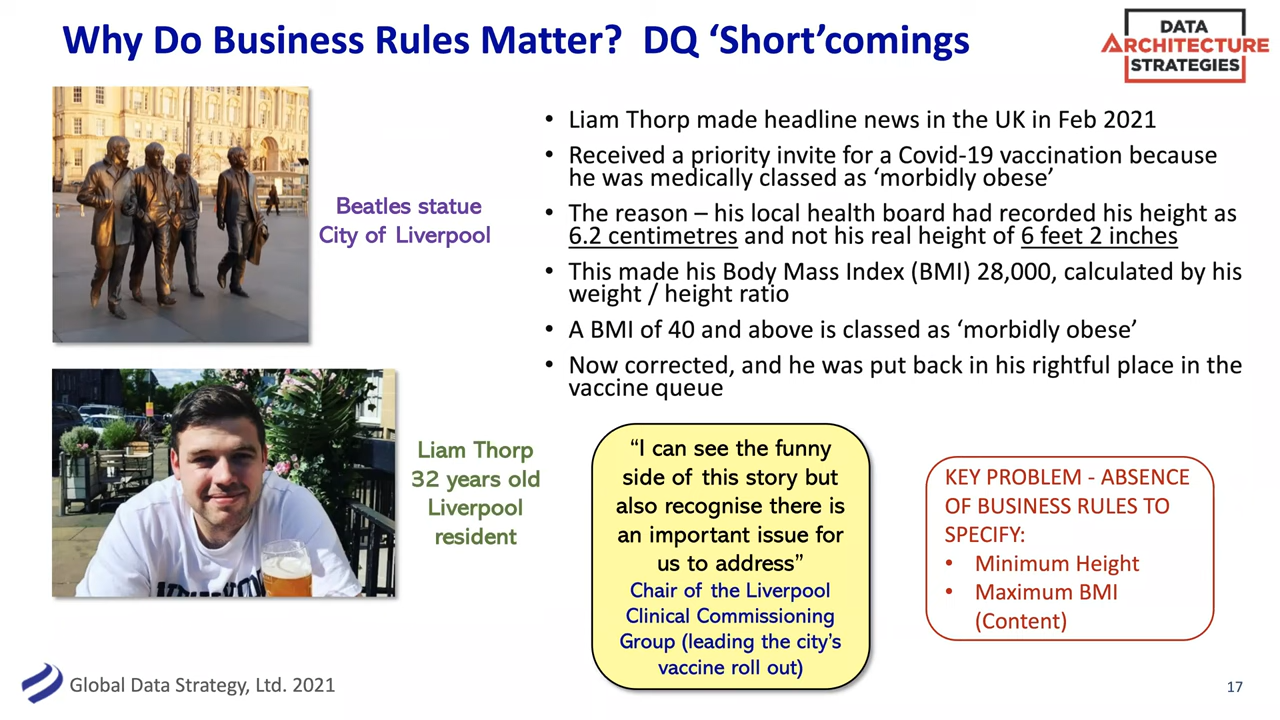 Why Do Business Rules Matter?  DQ ‘Short’comings
DATA
ARCHITECTURE
STRATEGIES
Beatles statue
City of Liverpool
• Liam Thorp made headline news in the UK in Feb 2021
• Received a priority invite for a Covid-19 vaccination because
he was medically classed as ‘morbidly obese’
• The reason – his local health board had recorded his height as
6.2 centimetres and not his real height of 6 feet 2 inches
• This made his Body Mass Index (BMI) 28,000, calculated by his
weight / height ratio
• A BMI of 40 and above is classed as ‘morbidly obese’
• Now corrected, and he was put back in his rightful place in the
vaccine queue
Liam Thorp
32 years old
Liverpool
resident
“I can see the funny
side of this story but
also recognise there is
an important issue for
us to address”
Chair of the Liverpool
Clinical Commissioning
Group (leading the city’s
vaccine roll out)
KEY PROBLEM - ABSENCE
OF BUSINESS RULES TO
SPECIFY:
• Minimum Height
• Maximum BMI
(Content)
Global Data Strategy, Ltd. 2021
17